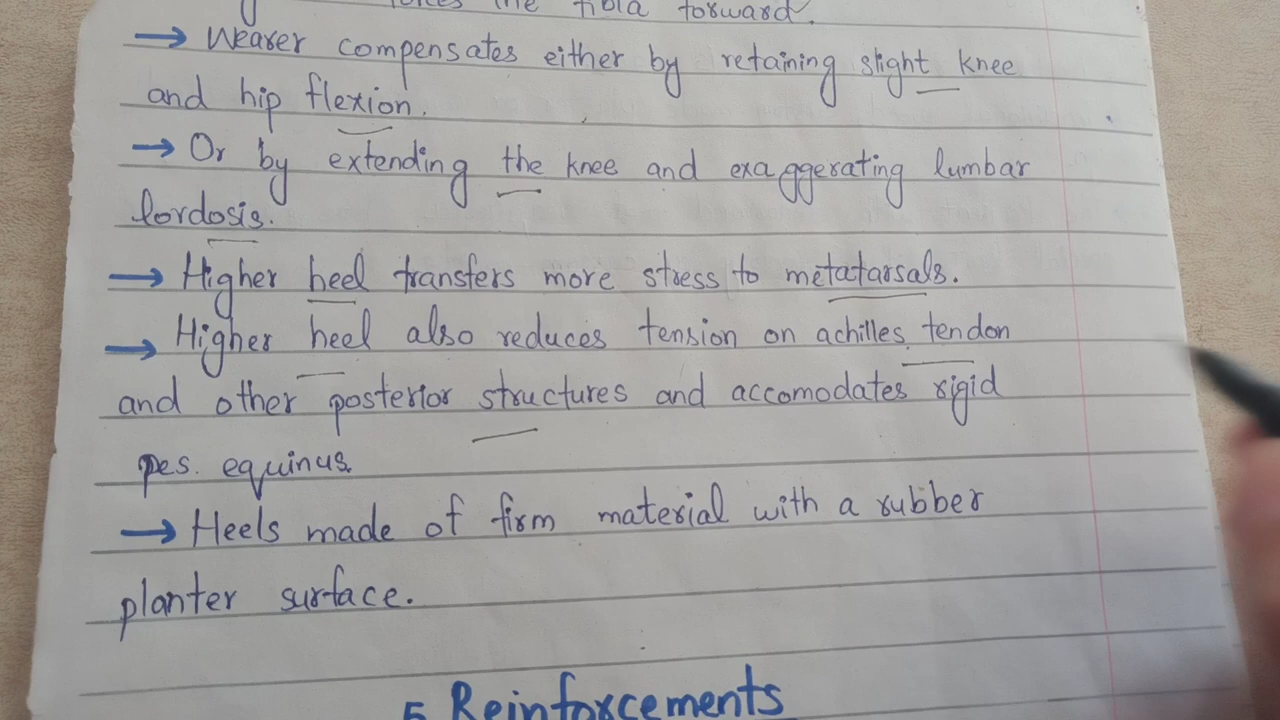 the tibia forward.
→ Wearer compensates either by retaining slight knee
and hip flexion.
→ Or by extending the knee and exaggerating lumbar
lordosis.
→ Higher heel transfers more stress to metatarsals.
→ Higher heel also reduces tension on achilles tendon
and other posterior structures and accomodates rigid
pes. equinus.
→ Heels made of firm material with a rubber
planter surface.
5. Reinforcements